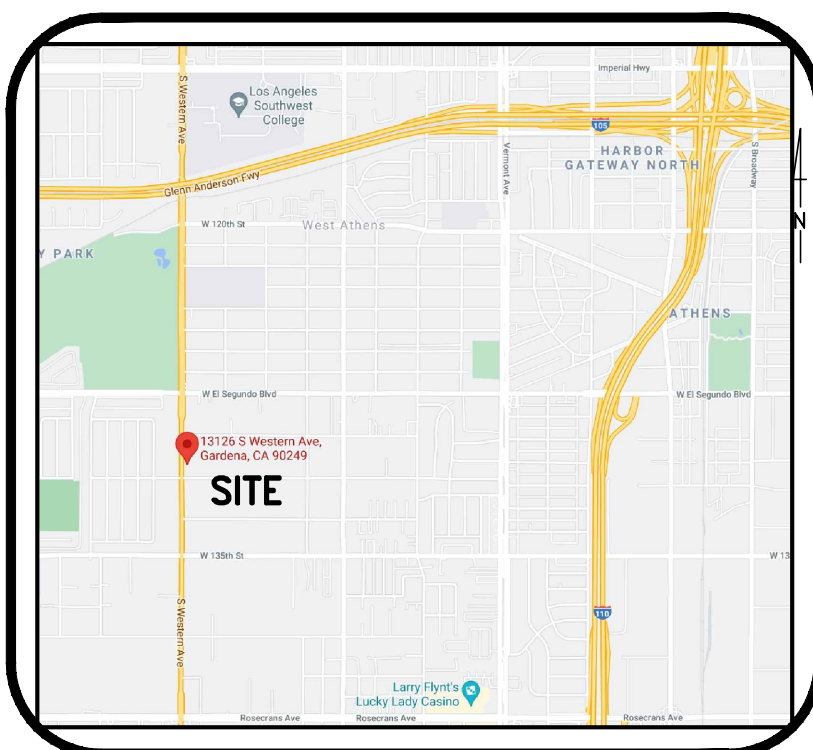 Imperial Hwy
S Western Ave
Los Angeles
Southwest
College
105
HARBOR
GATEWAY NORTH
Vermont Ave
S Broadway
Glenn Anderson Fwy
N
W 120th St
West Athens
Y PARK
ATHENS
W El Segundo Blvd
W El Segundo Blvd
13126 S Western Ave,
Gardena, CA 90249
SITE
W 135th St
W 13
S Western Ave
110
Larry Flynt's
Lucky Lady Casino
Rosecrans Ave
Rosecrans Ave
Rosecrans Ave